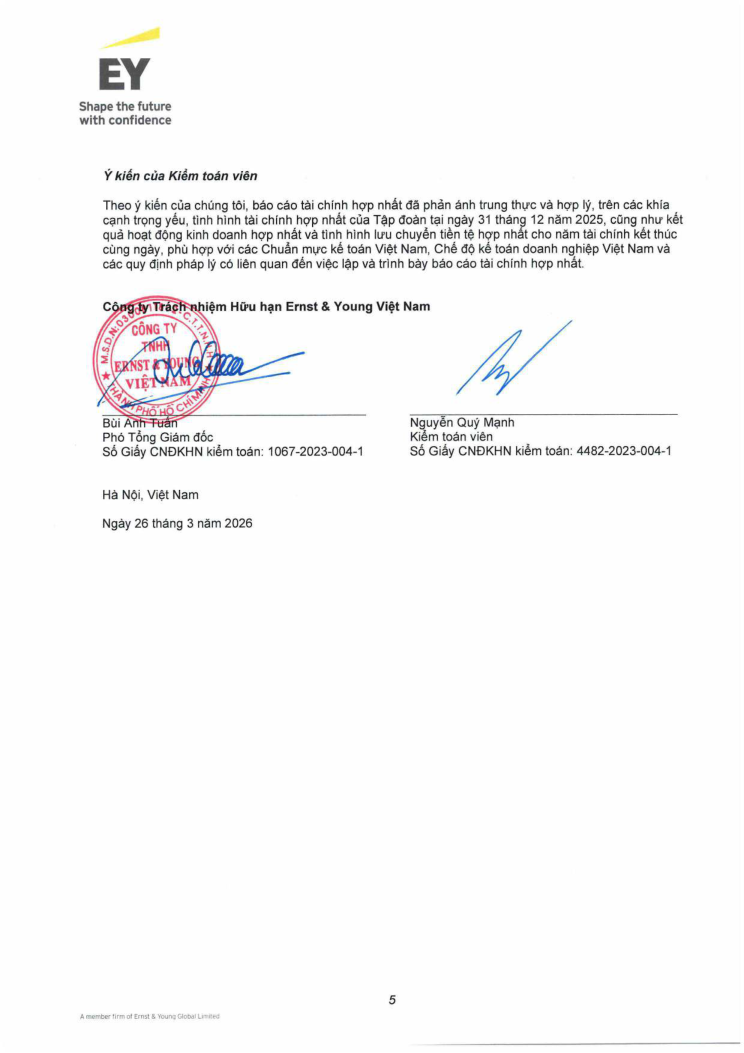 EY
Shape the future
with confidence
Ý kiến của Kiểm toán viên
Theo ý kiến của chúng tôi, báo cáo tài chính hợp nhất đã phản ánh trung thực và hợp lý, trên các khía
cạnh trọng yếu, tình hình tài chính hợp nhất của Tập đoàn tại ngày 31 tháng 12 năm 2025, cũng như kết
quả hoạt động kinh doanh hợp nhất và tình hình lưu chuyển tiền tệ hợp nhất cho năm tài chính kết thúc
cùng ngày, phù hợp với các Chuẩn mực kế toán Việt Nam, Chế độ kế toán doanh nghiệp Việt Nam và
các quy định pháp lý có liên quan đến việc lập và trình bày báo cáo tài chính hợp nhất.
Công ty Trách nhiệm Hữu hạn Ernst & Young Việt Nam
CÔNG TY
TNHH
ERNST & YOUNG
VIỆT NAM
THÀNH PHỐ HỒ CHÍ MINH
Bùi Anh Tuấn
Phó Tổng Giám đốc
Số Giấy CNĐKHN kiểm toán: 1067-2023-004-1
Nguyễn Quý Mạnh
Kiểm toán viên
Số Giấy CNĐKHN kiểm toán: 4482-2023-004-1
Hà Nội, Việt Nam
Ngày 26 tháng 3 năm 2026
5
A member firm of Ernst & Young Global Limited